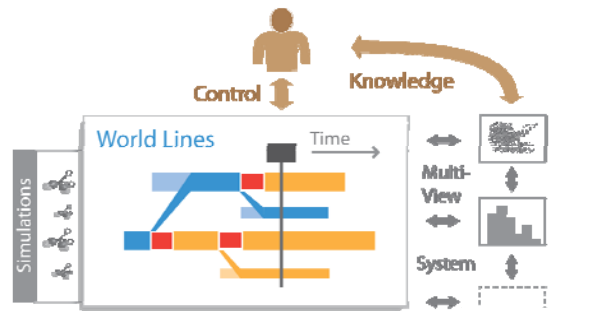 Control
Knowledge
World Lines
Time
Simulations
Multi-
View
System